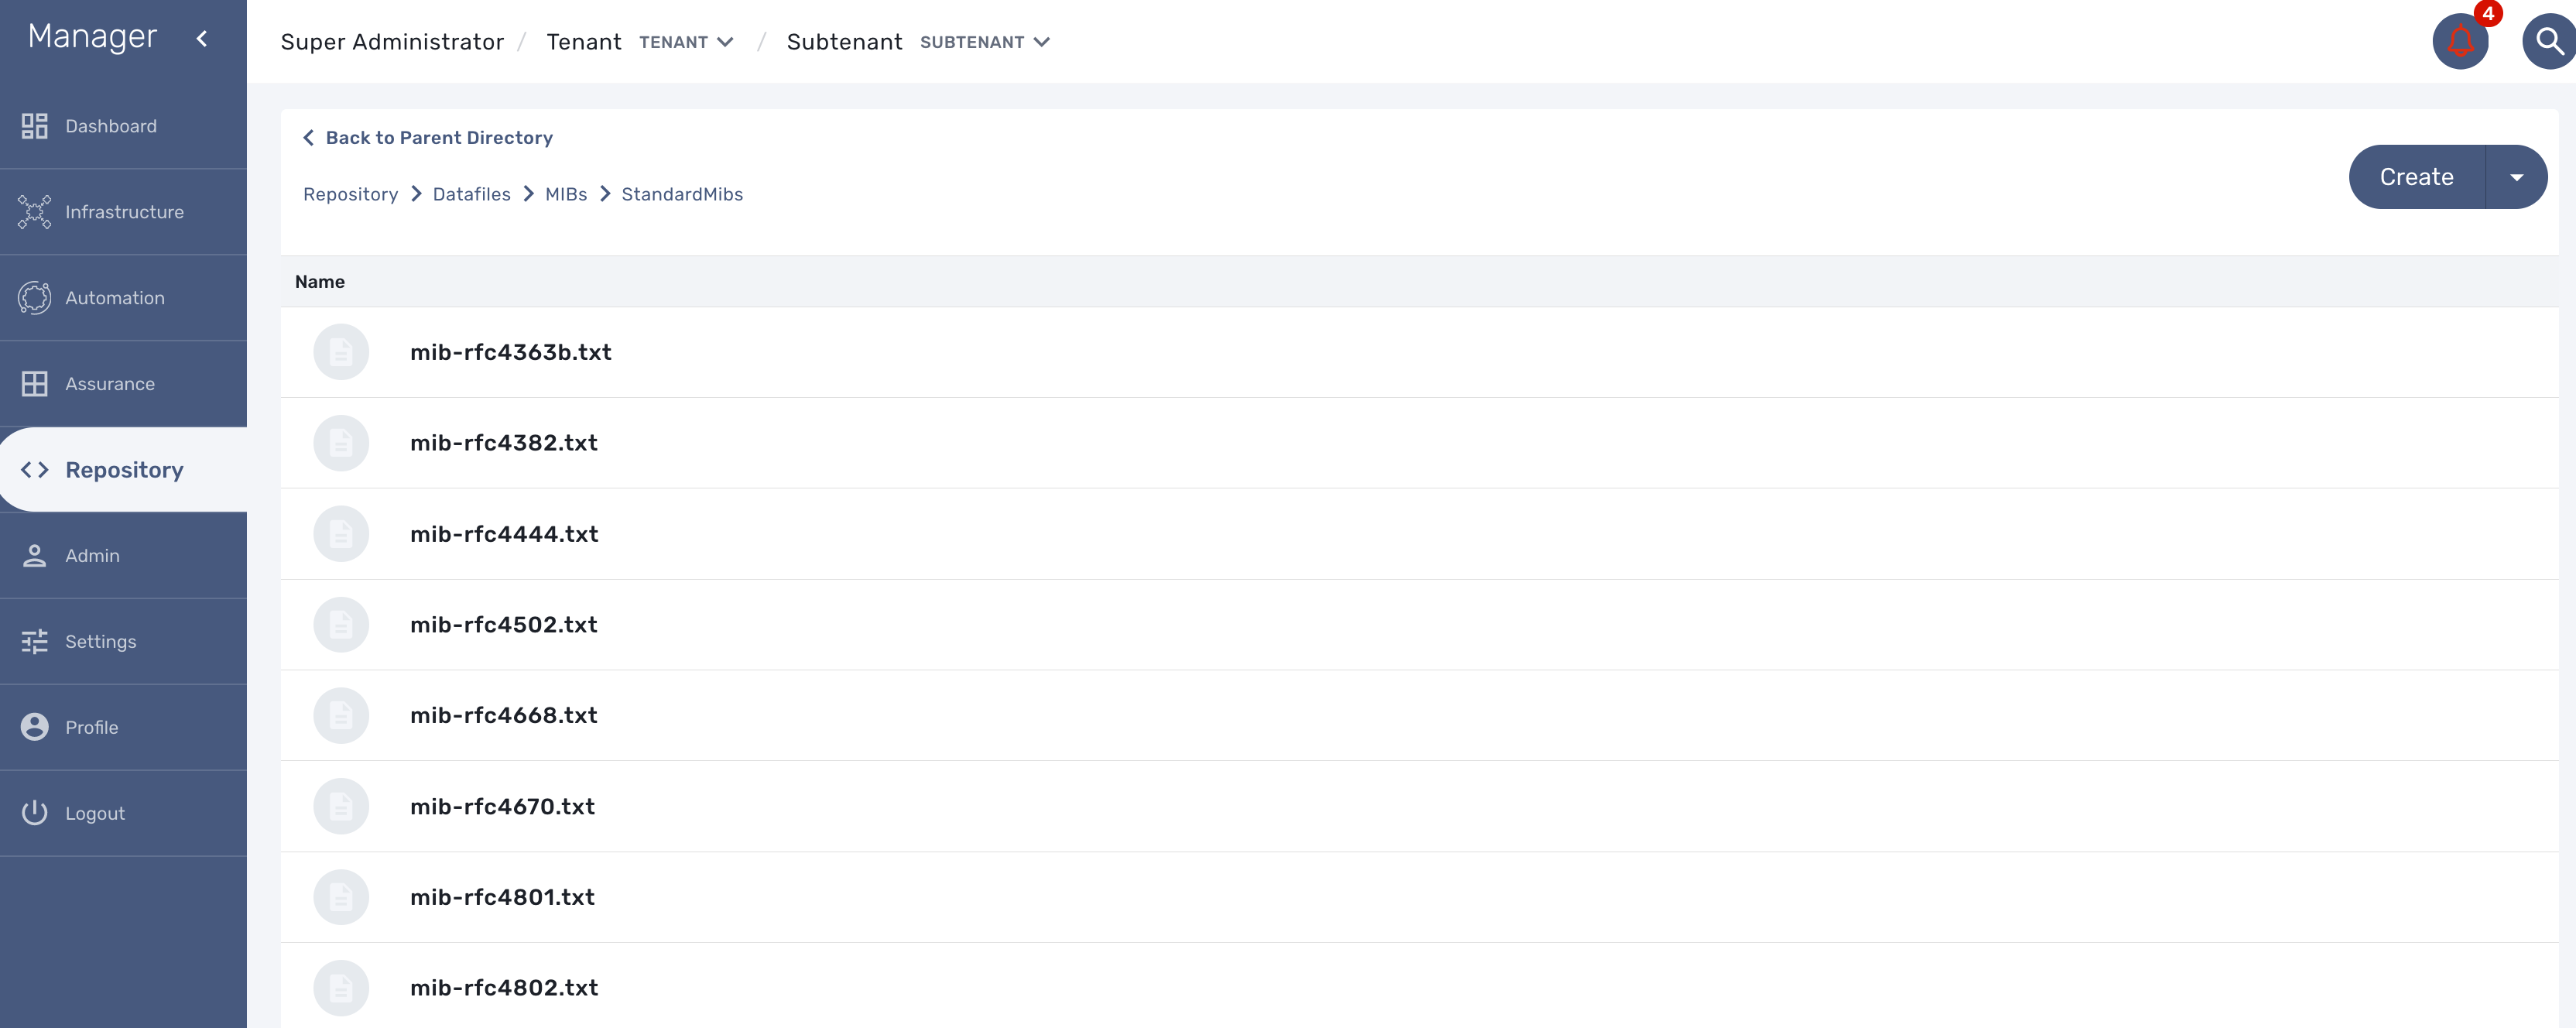 Manager
Super Administrator / Tenant TENANT / Subtenant SUBTENANT
4
Dashboard
Infrastructure
Automation
Assurance
Repository
Admin
Settings
Profile
Logout
Back to Parent Directory
Repository > Datafiles > MIBs > StandardMibs
Create
Name
mib-rfc4363b.txt
mib-rfc4382.txt
mib-rfc4444.txt
mib-rfc4502.txt
mib-rfc4668.txt
mib-rfc4670.txt
mib-rfc4801.txt
mib-rfc4802.txt